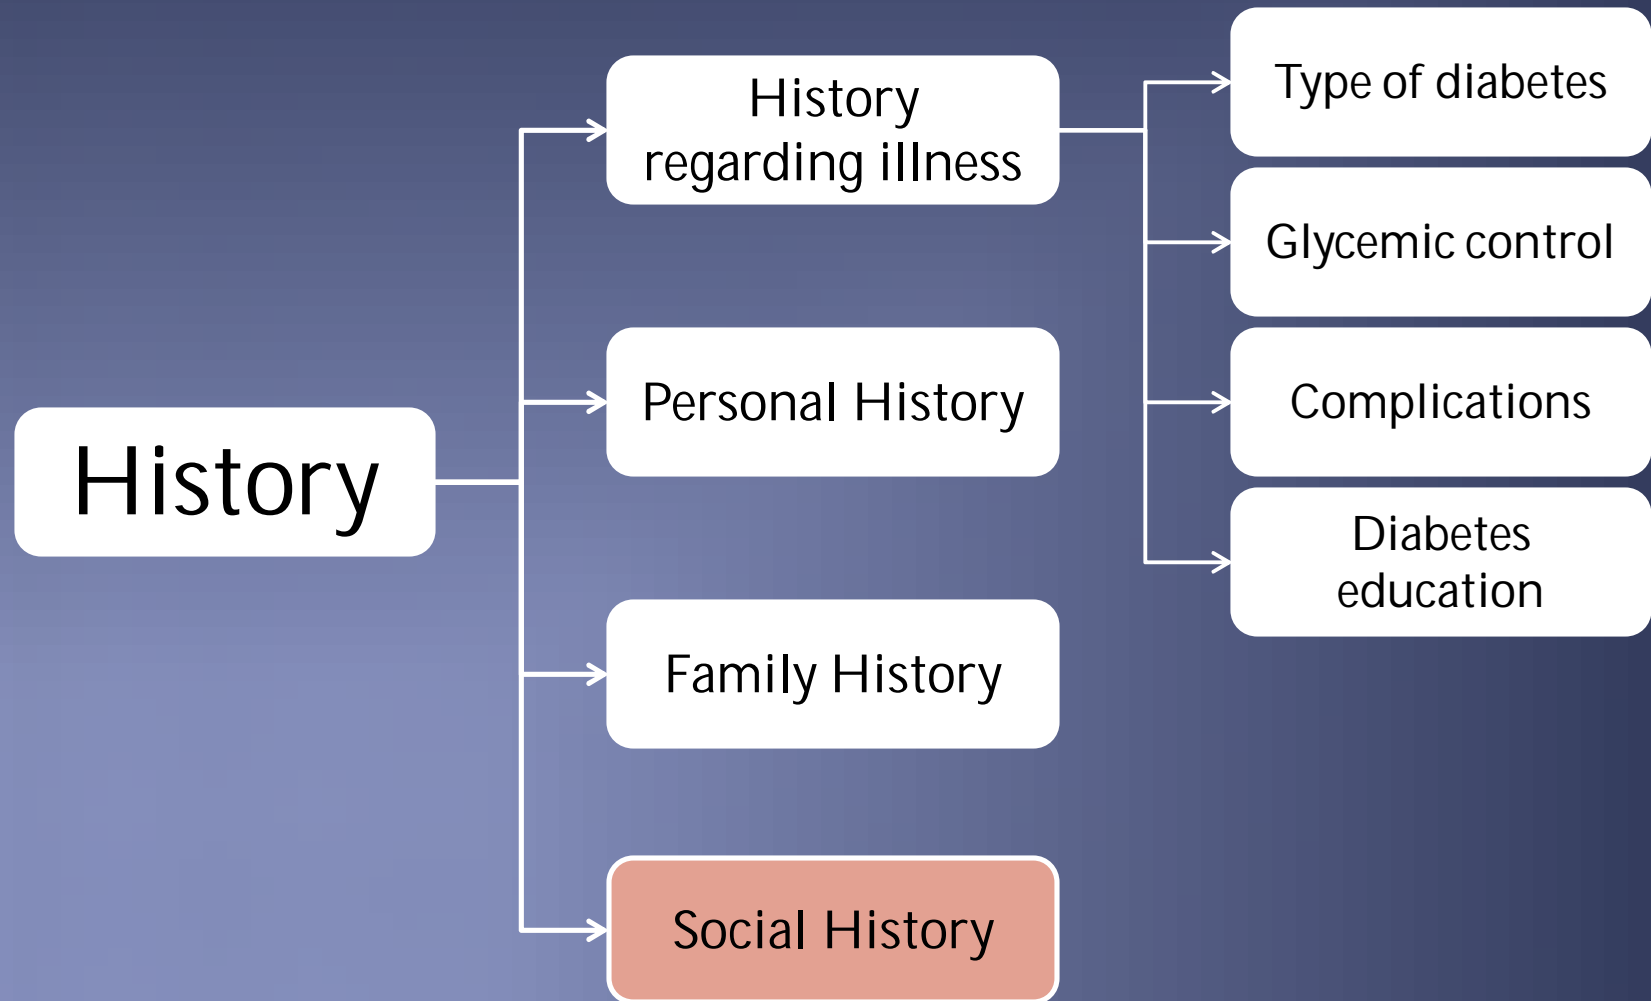 History
History
regarding illness
Type of diabetes
Glycemic control
Complications
Diabetes
education
Personal History
Family History
Social History